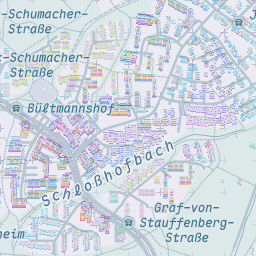 -Schumacher-
Straße
t-Schumacher-
Straße
Bültmannshof
Schloßhofbach
Graf-von-
Stauffenberg-
Straße
heim
J